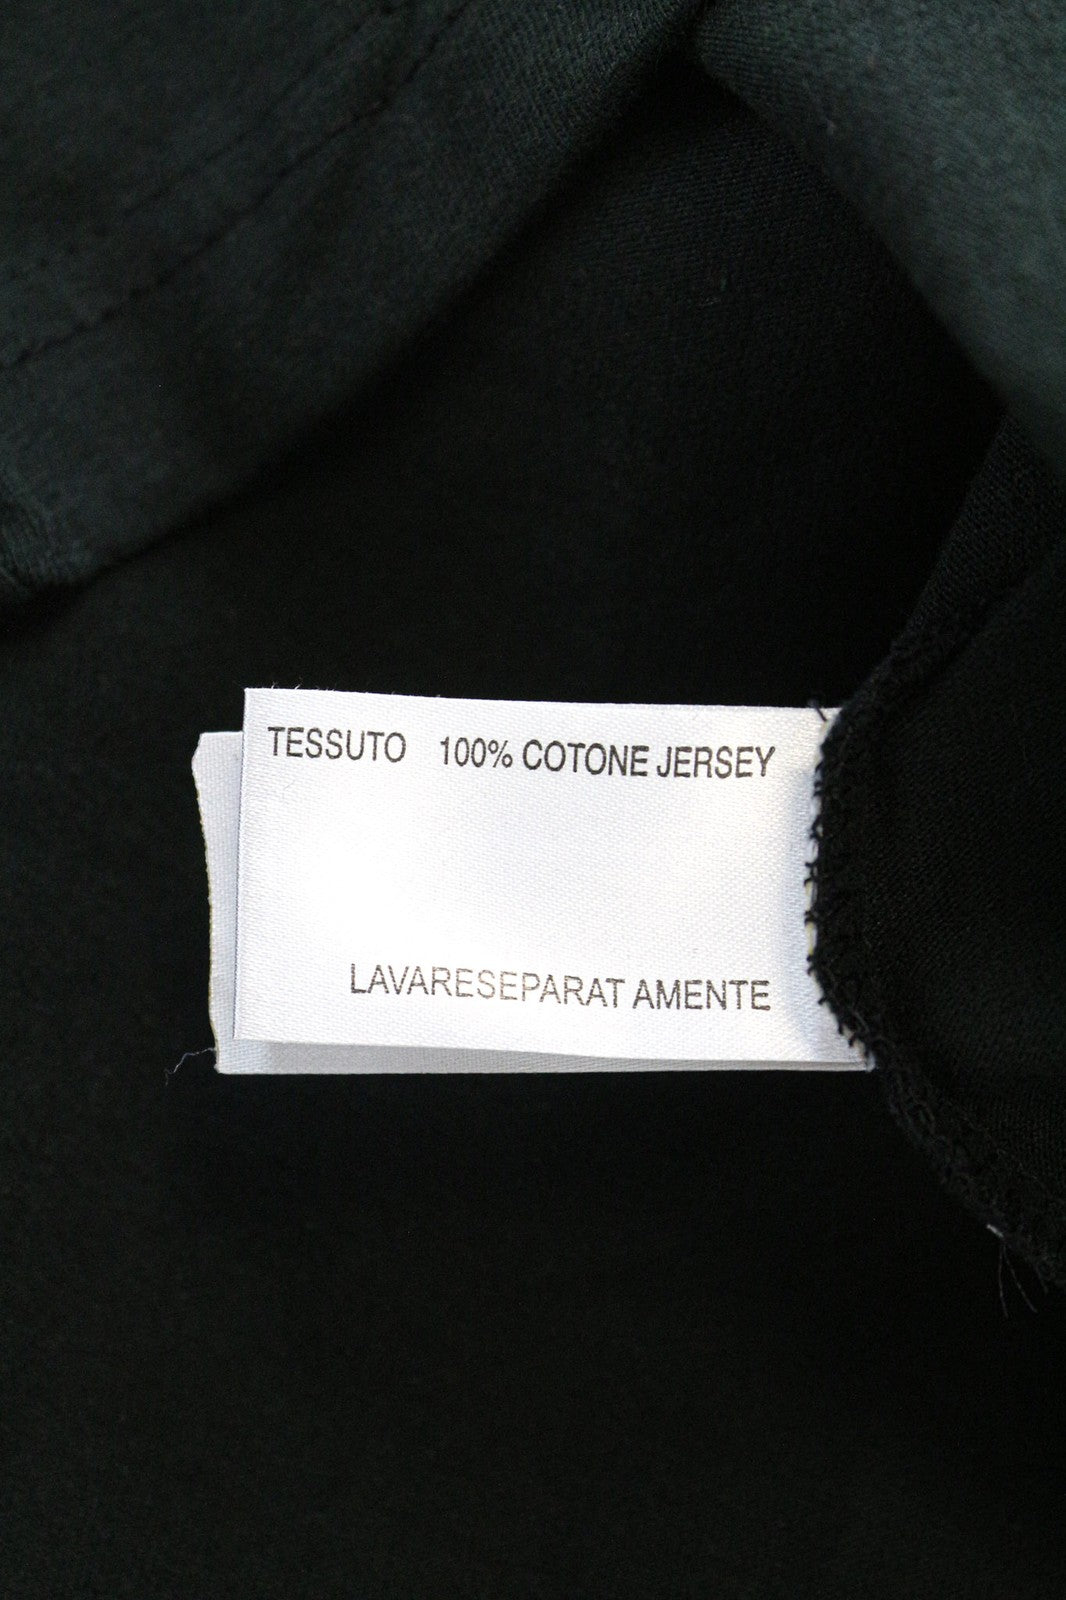 TESSUTO 100% COTONE JERSEY
LAVARESEPARAT AMENTE